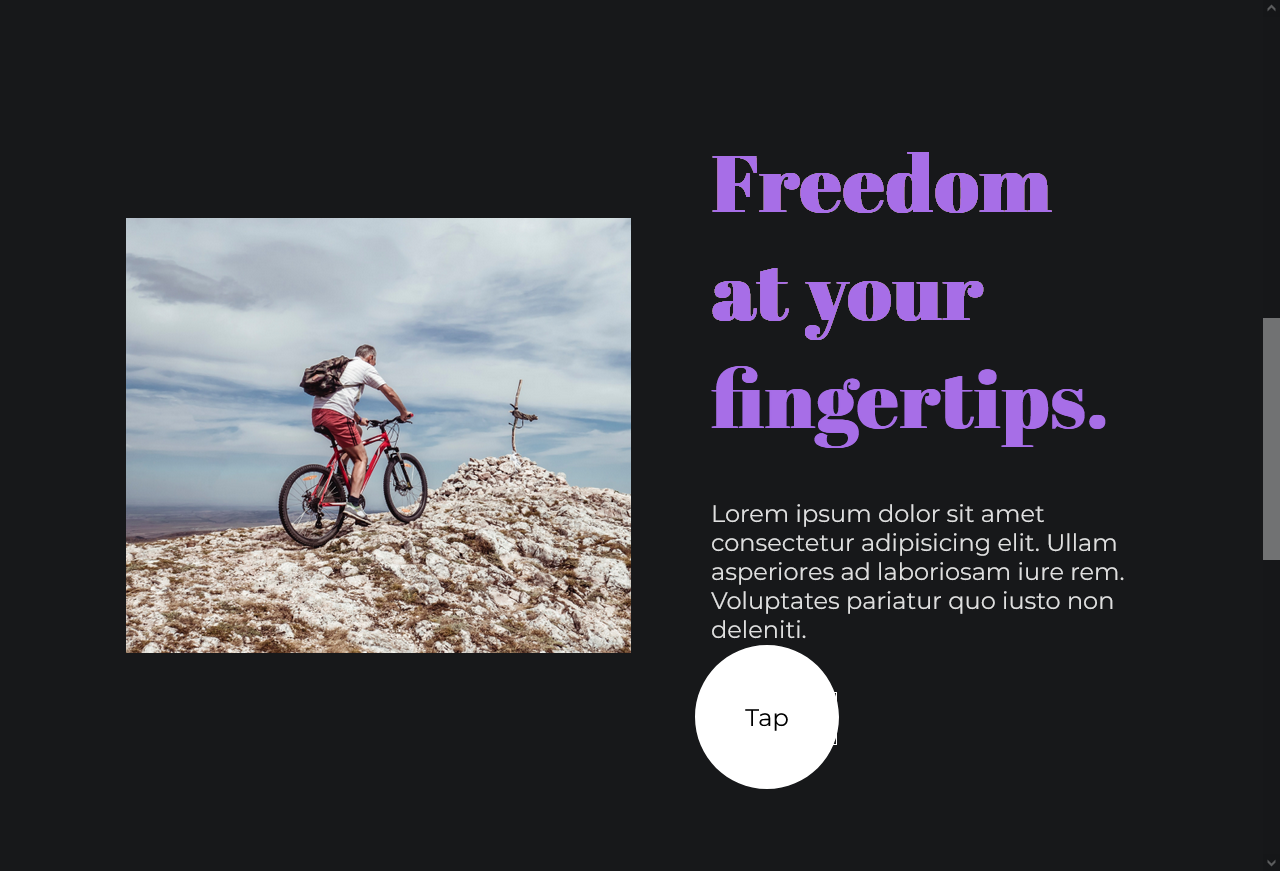 Freedom
at your
fingertips.
Lorem ipsum dolor sit amet
consectetur adipisicing elit. Ullam
asperiores ad laboriosam iure rem.
Voluptates pariatur quo iusto non
deleniti.
Tap